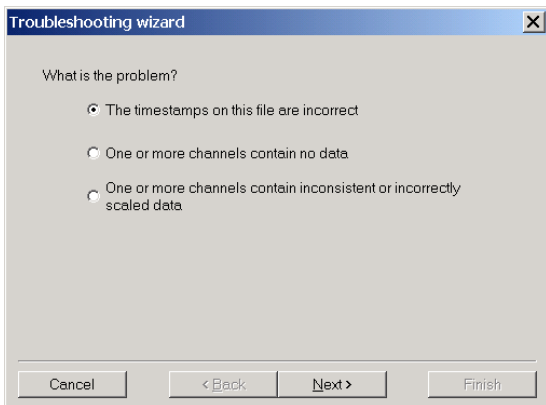 Troubleshooting wizard
What is the problem?
The timestamps on this file are incorrect
One or more channels contain no data
One or more channels contain inconsistent or incorrectly
scaled data
Cancel
< Back
Next >
Finish